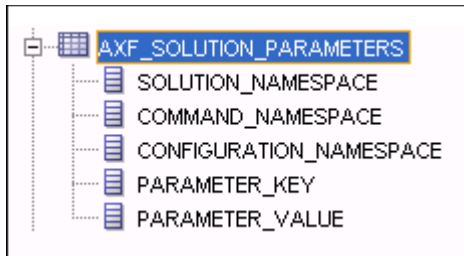 AXF_SOLUTION_PARAMETERS
SOLUTION_NAMESPACE
COMMAND_NAMESPACE
CONFIGURATION_NAMESPACE
PARAMETER_KEY
PARAMETER_VALUE